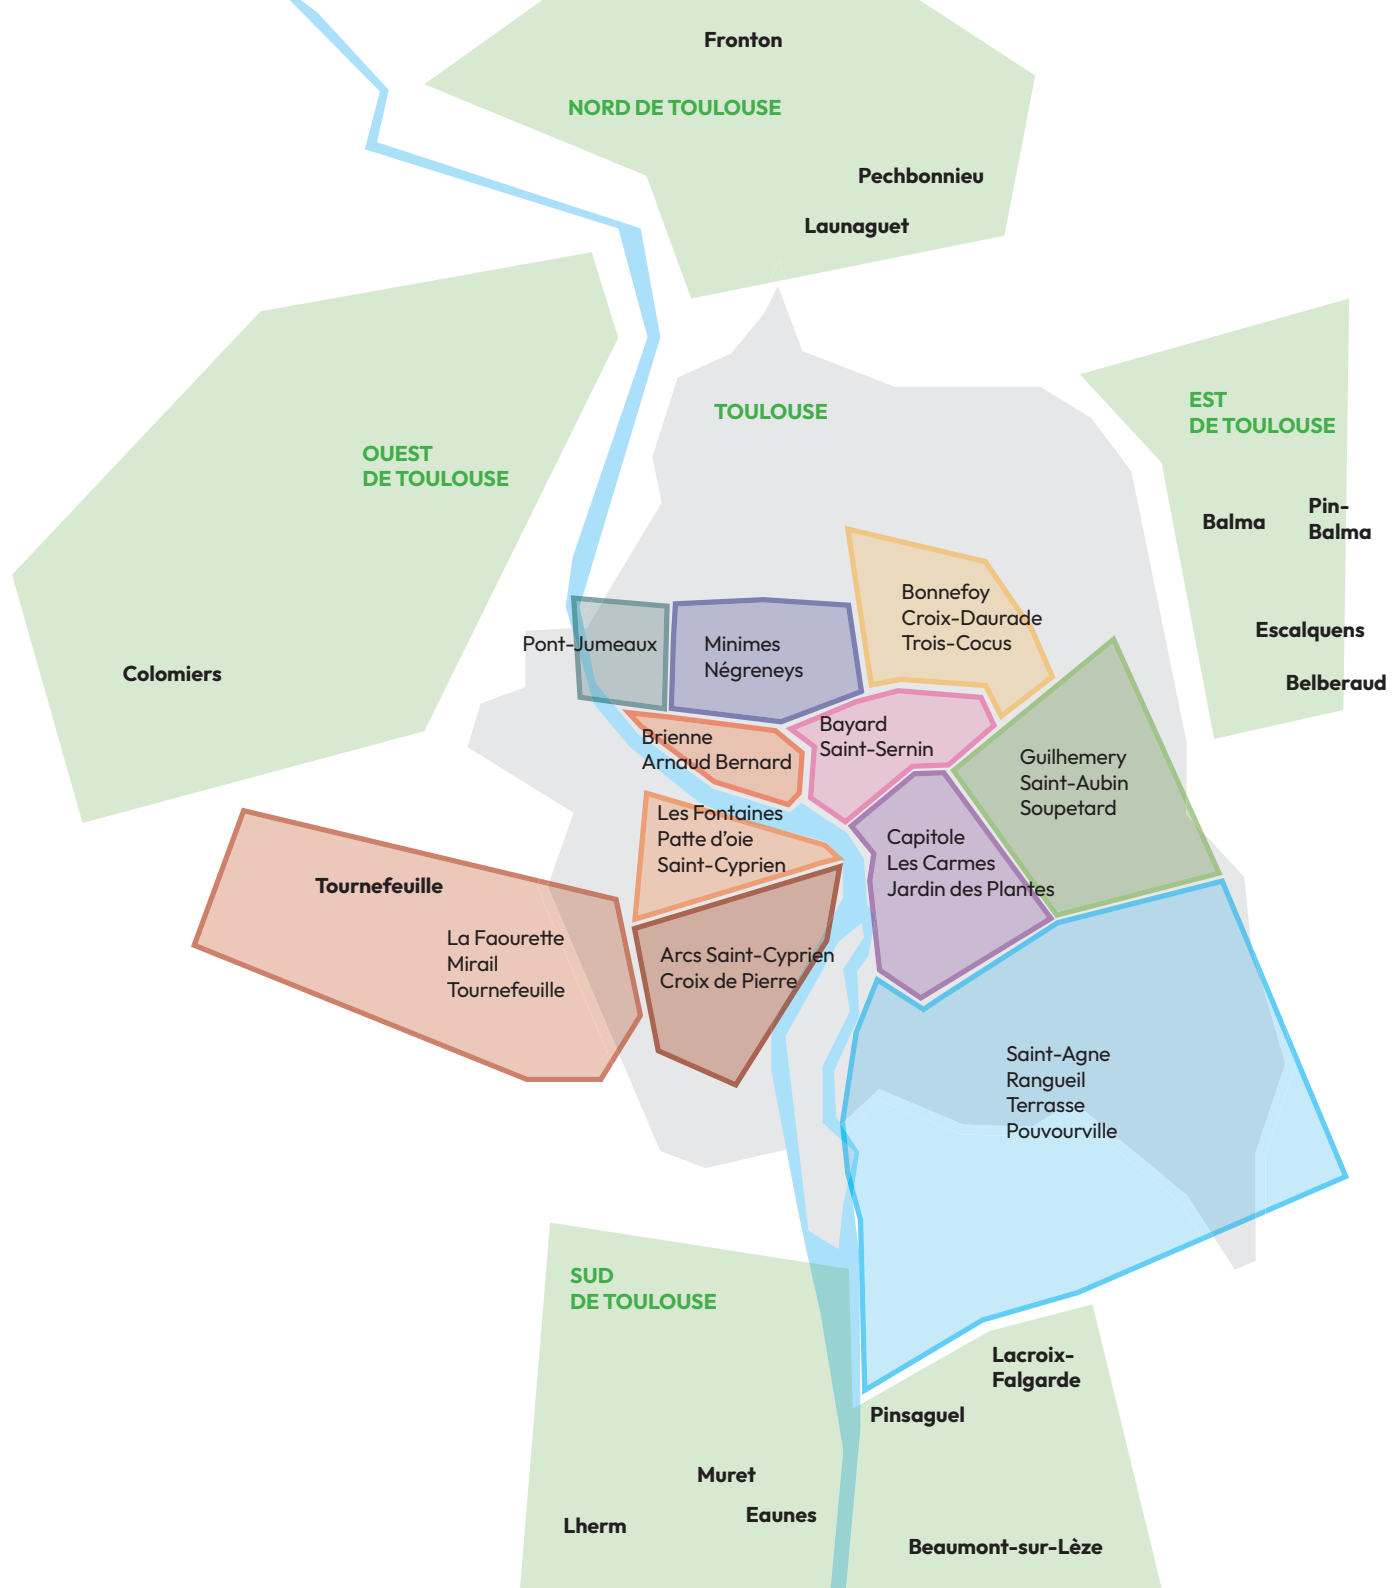 Fronton
NORD DE TOULOUSE
Pechbonnieu
Launaguet
TOULOUSE
EST
DE TOULOUSE
OUEST
DE TOULOUSE
Balma
Pin-
Balma
Escalquens
Belberaud
Colomiers
Pont-Jumeaux
Minimes
Négreneys
Bonnefoy
Croix-Daurade
Trois-Cocus
Brienne
Arnaud Bernard
Bayard
Saint-Sernin
Guilhemery
Saint-Aubin
Soupetard
Les Fontaines
Patte d'oie
Saint-Cyprien
Capitole
Les Carmes
Jardin des Plantes
Tournefeuille
La Faourette
Mirail
Tournefeuille
Arcs Saint-Cyprien
Croix de Pierre
Saint-Agne
Rangueil
Terrasse
Pouvourville
SUD
DE TOULOUSE
Lacroix-
Falgarde
Pinsaguel
Muret
Eaunes
Lherm
Beaumont-sur-Lèze